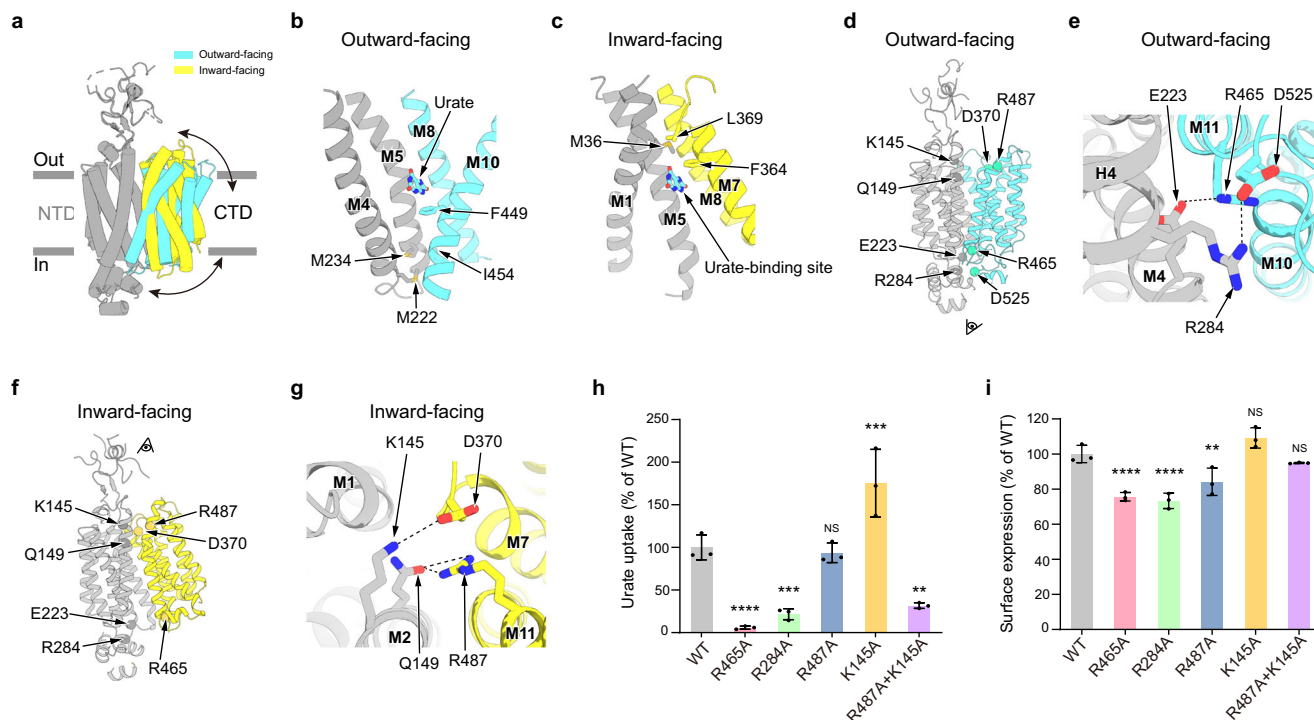 a
Outward-facing
Inward-facing
Out
NTD
CTD
In
b
Outward-facing
Urate
M8
M5
M10
M4
F449
M234
I454
M222
c
Inward-facing
L369
M36
F364
M7
M1
M8
M5
Urate-binding site
d
Outward-facing
R487
D370
K145
Q149
E223
R465
R284
D525
e
Outward-facing
E223
R465
D525
M11
H4
M4
M10
R284
f
Inward-facing
K145
R487
Q149
D370
E223
R284
R465
g
Inward-facing
K145
D370
M1
M7
M2
M11
Q149
R487
h
Urate uptake (% of WT)
250
200
150
100
50
0
****
***
NS
***
**
WT
R465A
R284A
R487A
K145A
R487A+K145A
i
Surface expression (% of WT)
120
100
80
60
40
20
0
****
****
**
NS
NS
WT
R465A
R284A
R487A
K145A
R487A+K145A